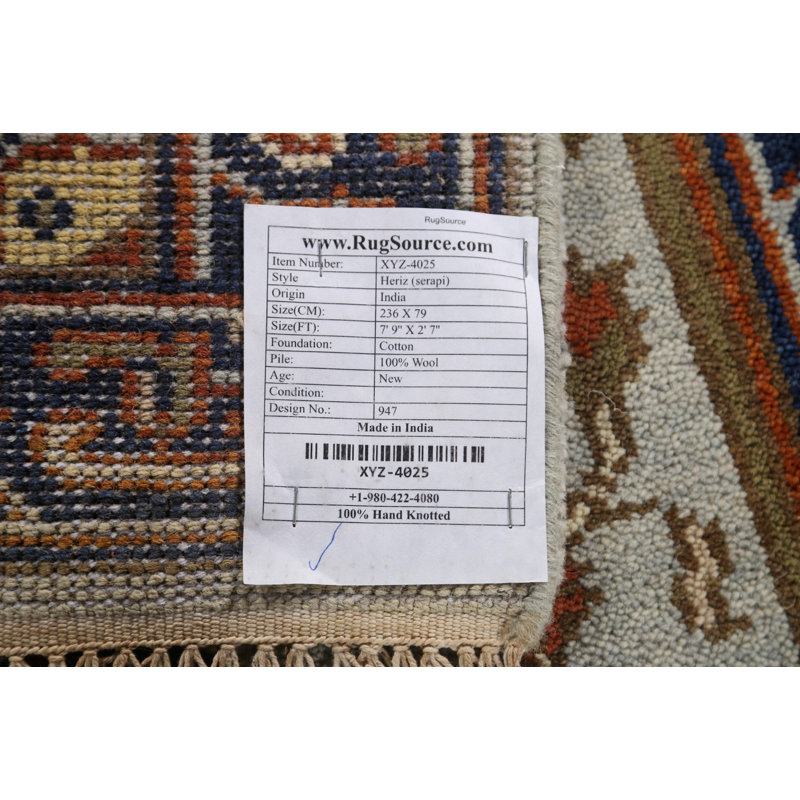 RugSource
www.RugSource.com
Item Number: XYZ-4025
Style Heriz (serapi)
Origin India
Size(CM): 236 X 79
Size(FT): 7' 9" X 2' 7"
Foundation: Cotton
Pile: 100% Wool
Age: New
Condition:
Design No.: 947
Made in India
XYZ-4025
+1-980-422-4080
100% Hand Knotted